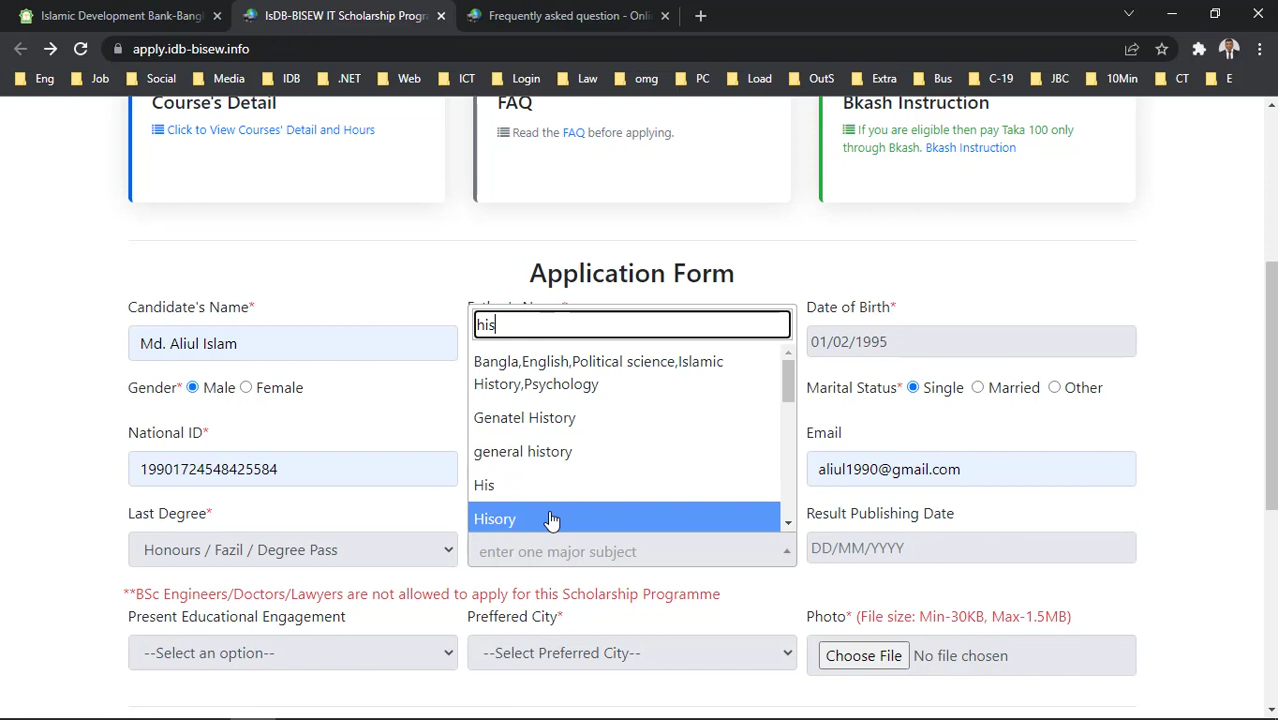 Islamic Development Bank-Bangl
IsDB-BISEW IT Scholarship Progra
Frequently asked question - Onli
apply.idb-bisew.info
Eng Job Social Media IDB .NET Web ICT Login Law omg PC Load OutS Extra Bus C-19 JBC 10Min CT E
Course's Detail
Click to View Courses' Detail and Hours
FAQ
Read the FAQ before applying.
Bkash Instruction
If you are eligible then pay Taka 100 only
through Bkash. Bkash Instruction
Application Form
Candidate's Name*
Date of Birth*
Md. Aliul Islam
his
01/02/1995
Bangla,English,Political science,Islamic
History,Psychology
Gender* Male Female
Marital Status* Single Married Other
Genatel History
National ID*
Email
general history
19901724548425584
aliul1990@gmail.com
His
Last Degree*
Hisory
Result Publishing Date
Honours / Fazil / Degree Pass
enter one major subject
DD/MM/YYYY
**BSc Engineers/Doctors/Lawyers are not allowed to apply for this Scholarship Programme
Present Educational Engagement
Preffered City*
Photo* (File size: Min-30KB, Max-1.5MB)
--Select an option--
--Select Preferred City--
Choose File No file chosen